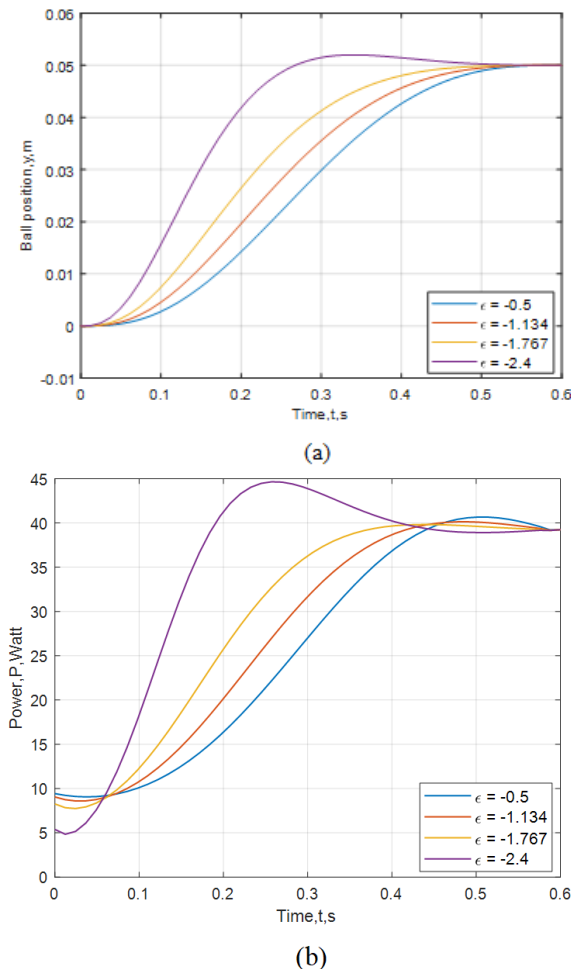 0.06
0.05
0.04
0.03
0.02
0.01
0
-0.01
Ball position,y,m
0 0.1 0.2 0.3 0.4 0.5 0.6
Time,t,s
ϵ = -0.5
ϵ = -1.134
ϵ = -1.767
ϵ = -2.4
(a)
45
40
35
30
25
20
15
10
5
0
Power,P,Watt
0 0.1 0.2 0.3 0.4 0.5 0.6
Time,t,s
ϵ = -0.5
ϵ = -1.134
ϵ = -1.767
ϵ = -2.4
(b)